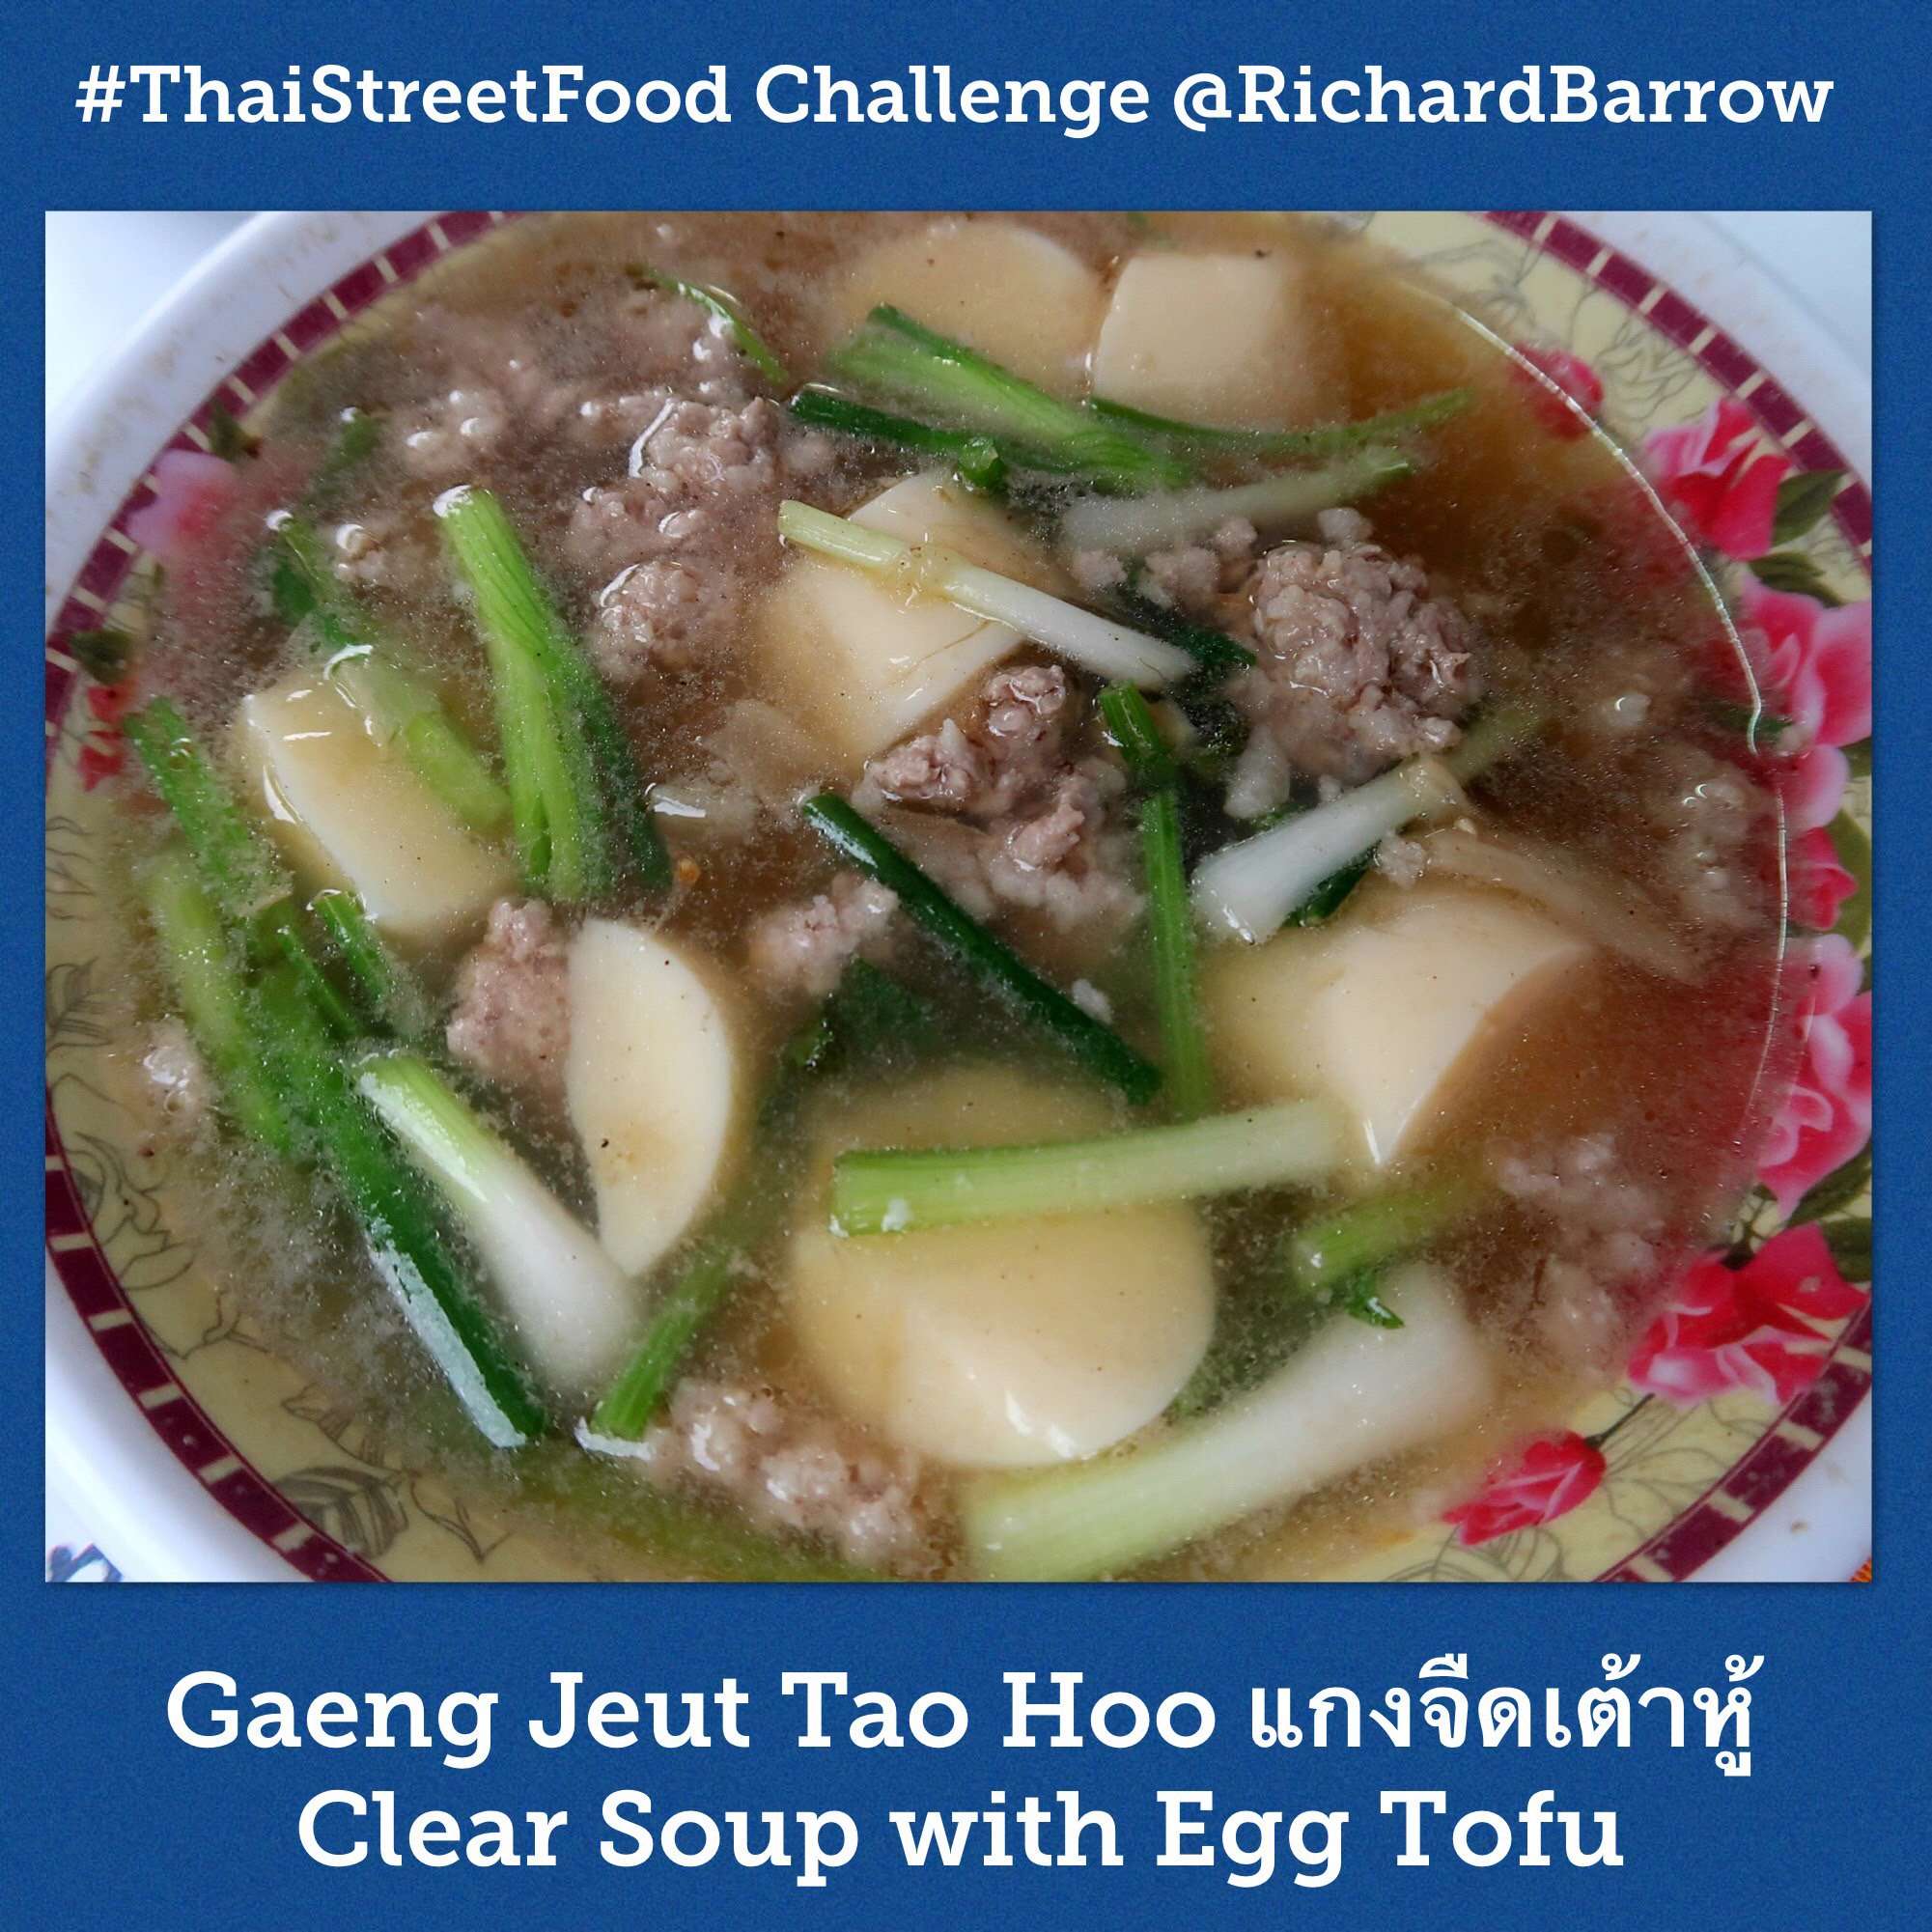 #ThaiStreetFood Challenge @RichardBarrow
Gaeng Jeut Tao Hoo แกงจืดเต้าหู้
Clear Soup with Egg Tofu